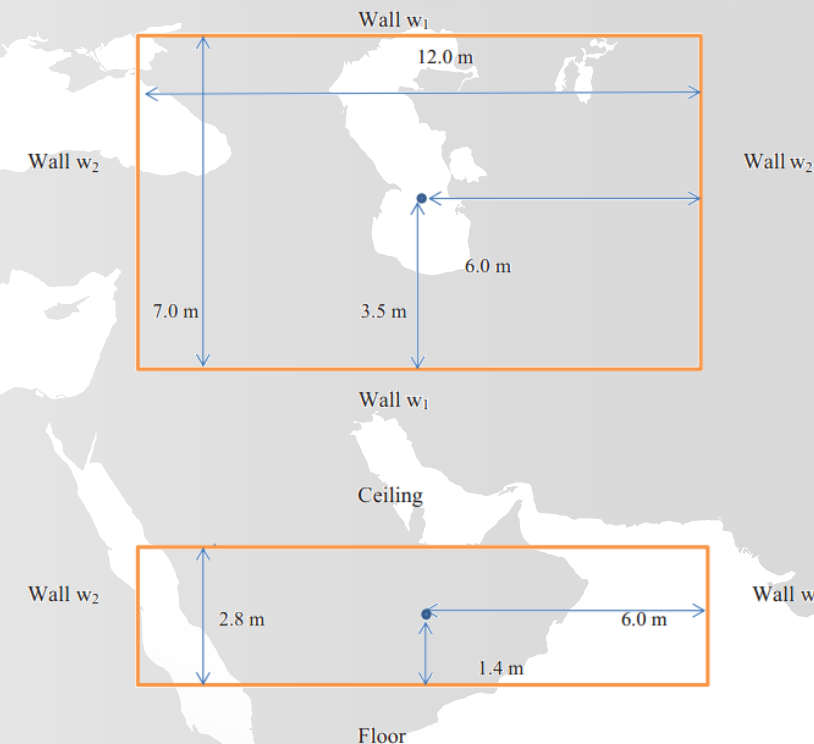 Wall w₁
12.0 m
Wall w₂
Wall w₂
6.0 m
7.0 m
3.5 m
Wall w₁
Ceiling
Wall w₂
Wall w
2.8 m
6.0 m
1.4 m
Floor